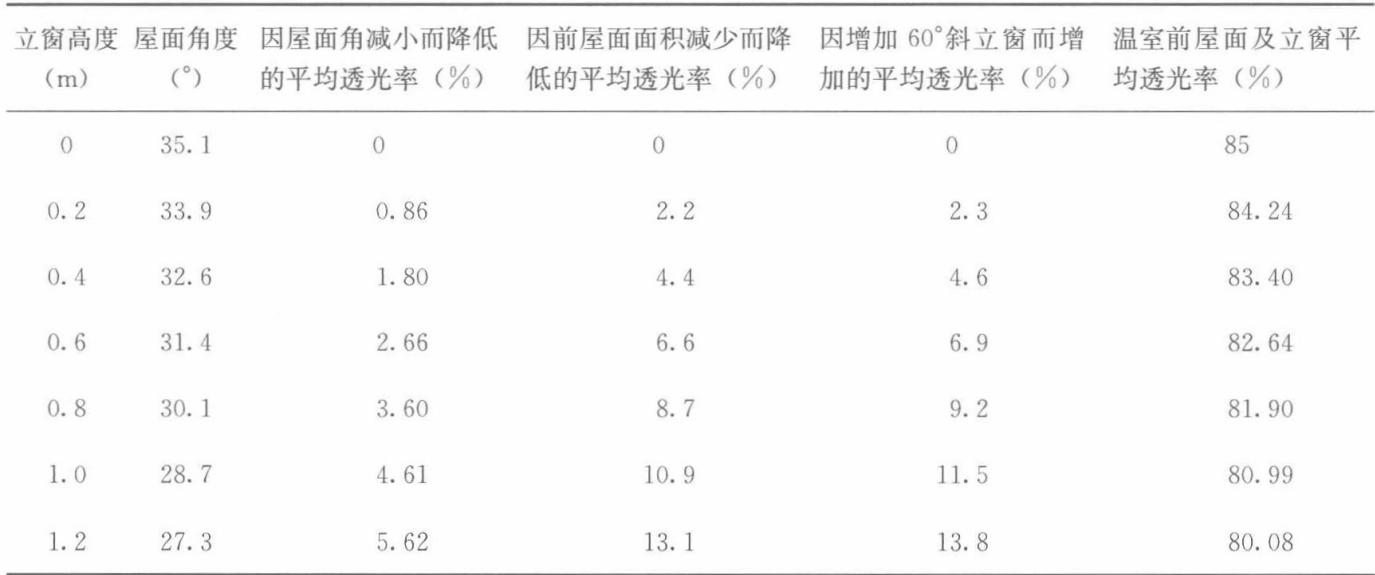 立窗高度 屋面角度 因屋面角减小而降低 因前屋面面积减少而降 因增加 60°斜立窗而增 温室前屋面及立窗平
(m) (°) 的平均透光率(%) 低的平均透光率(%) 加的平均透光率(%) 均透光率(%)
0 35.1 0 0 0 85
0.2 33.9 0.86 2.2 2.3 84.24
0.4 32.6 1.80 4.4 4.6 83.40
0.6 31.4 2.66 6.6 6.9 82.64
0.8 30.1 3.60 8.7 9.2 81.90
1.0 28.7 4.61 10.9 11.5 80.99
1.2 27.3 5.62 13.1 13.8 80.08